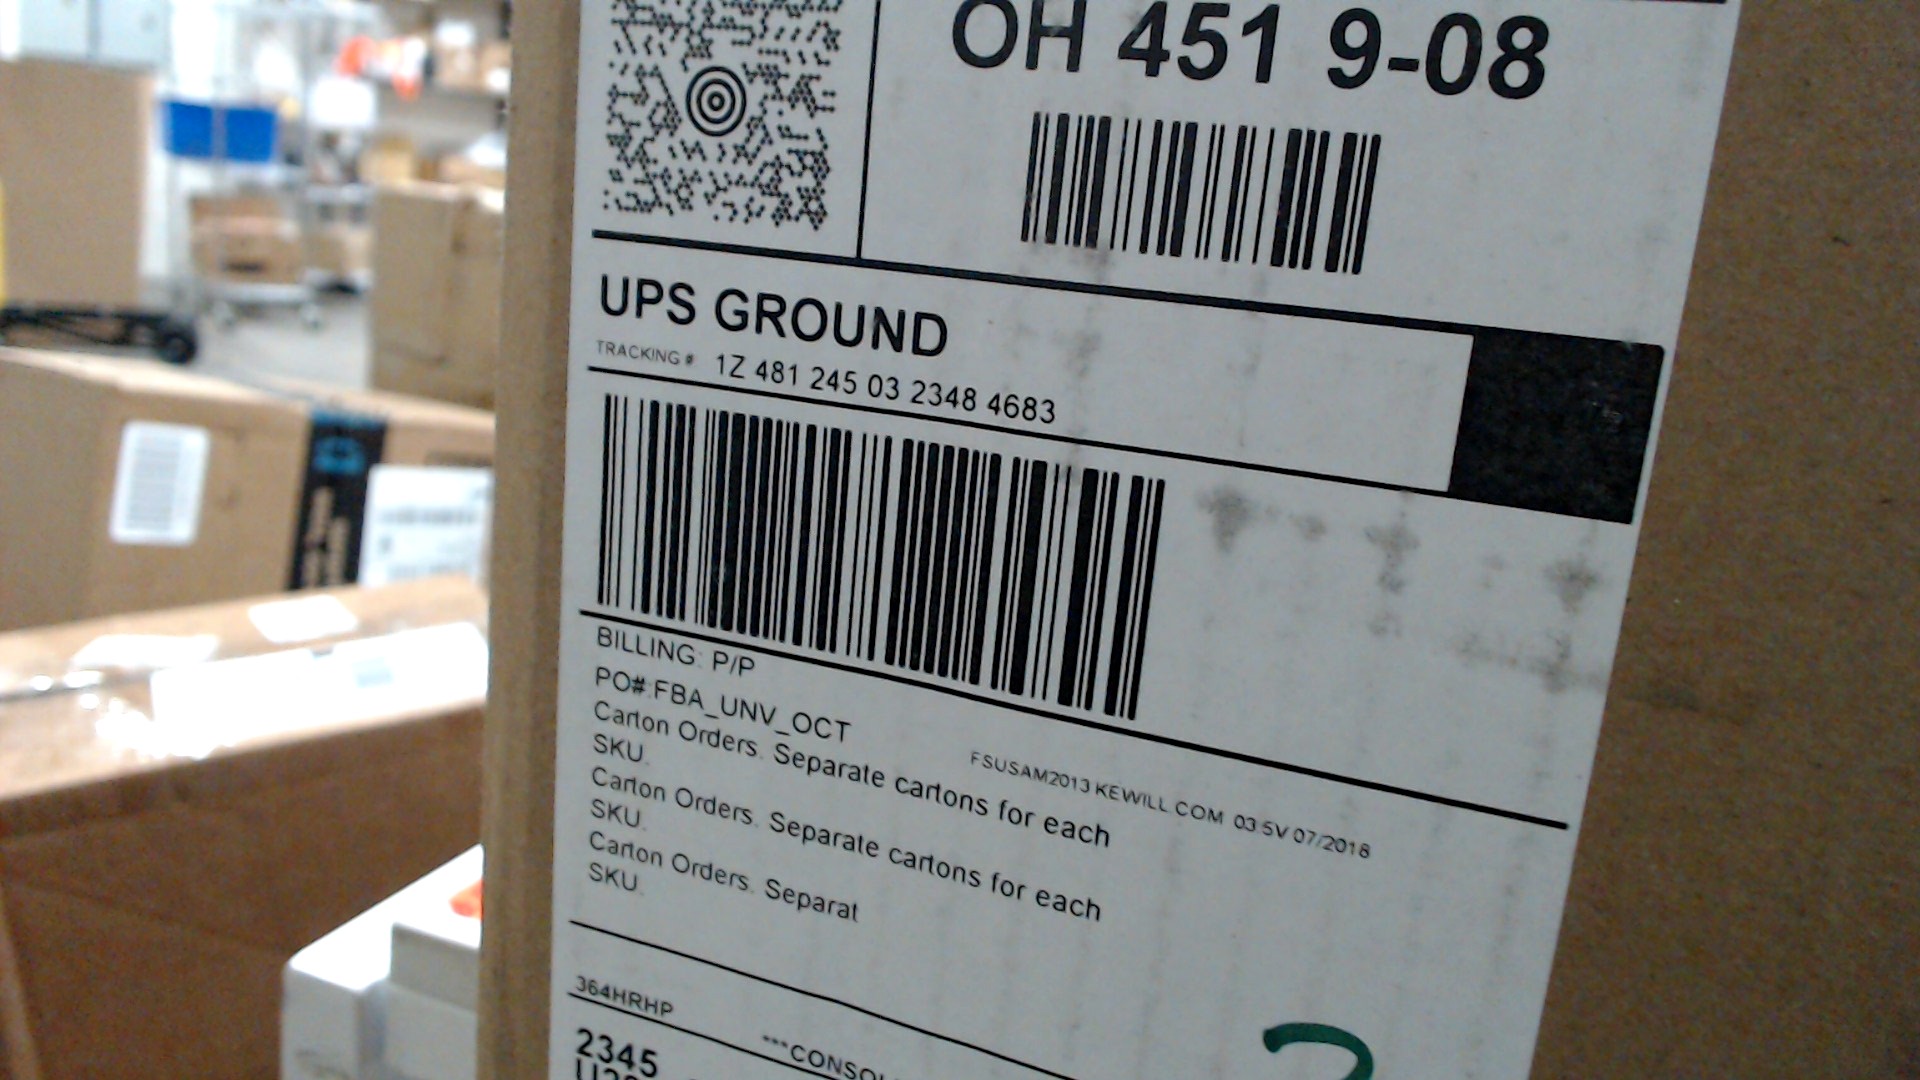 OH 451 9-08
UPS GROUND
TRACKING # 1Z 481 245 03 2348 4683
BILLING: P/P
PO#:FBA_UNV_OCT
FSUSAM2013 KEWILL.COM 03.5V 07/2018
Carton Orders. Separate cartons for each
SKU.
Carton Orders. Separate cartons for each
SKU.
Carton Orders. Separat
SKU.
364HRHP
***CONSOL
2345